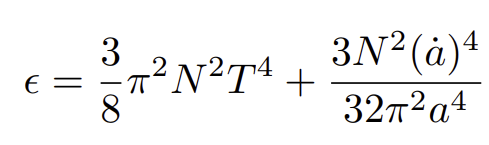 $\epsilon = \frac{3}{8}\pi^2 N^2 T^4 + \frac{3N^2(\dot{a})^4}{32\pi^2 a^4}$